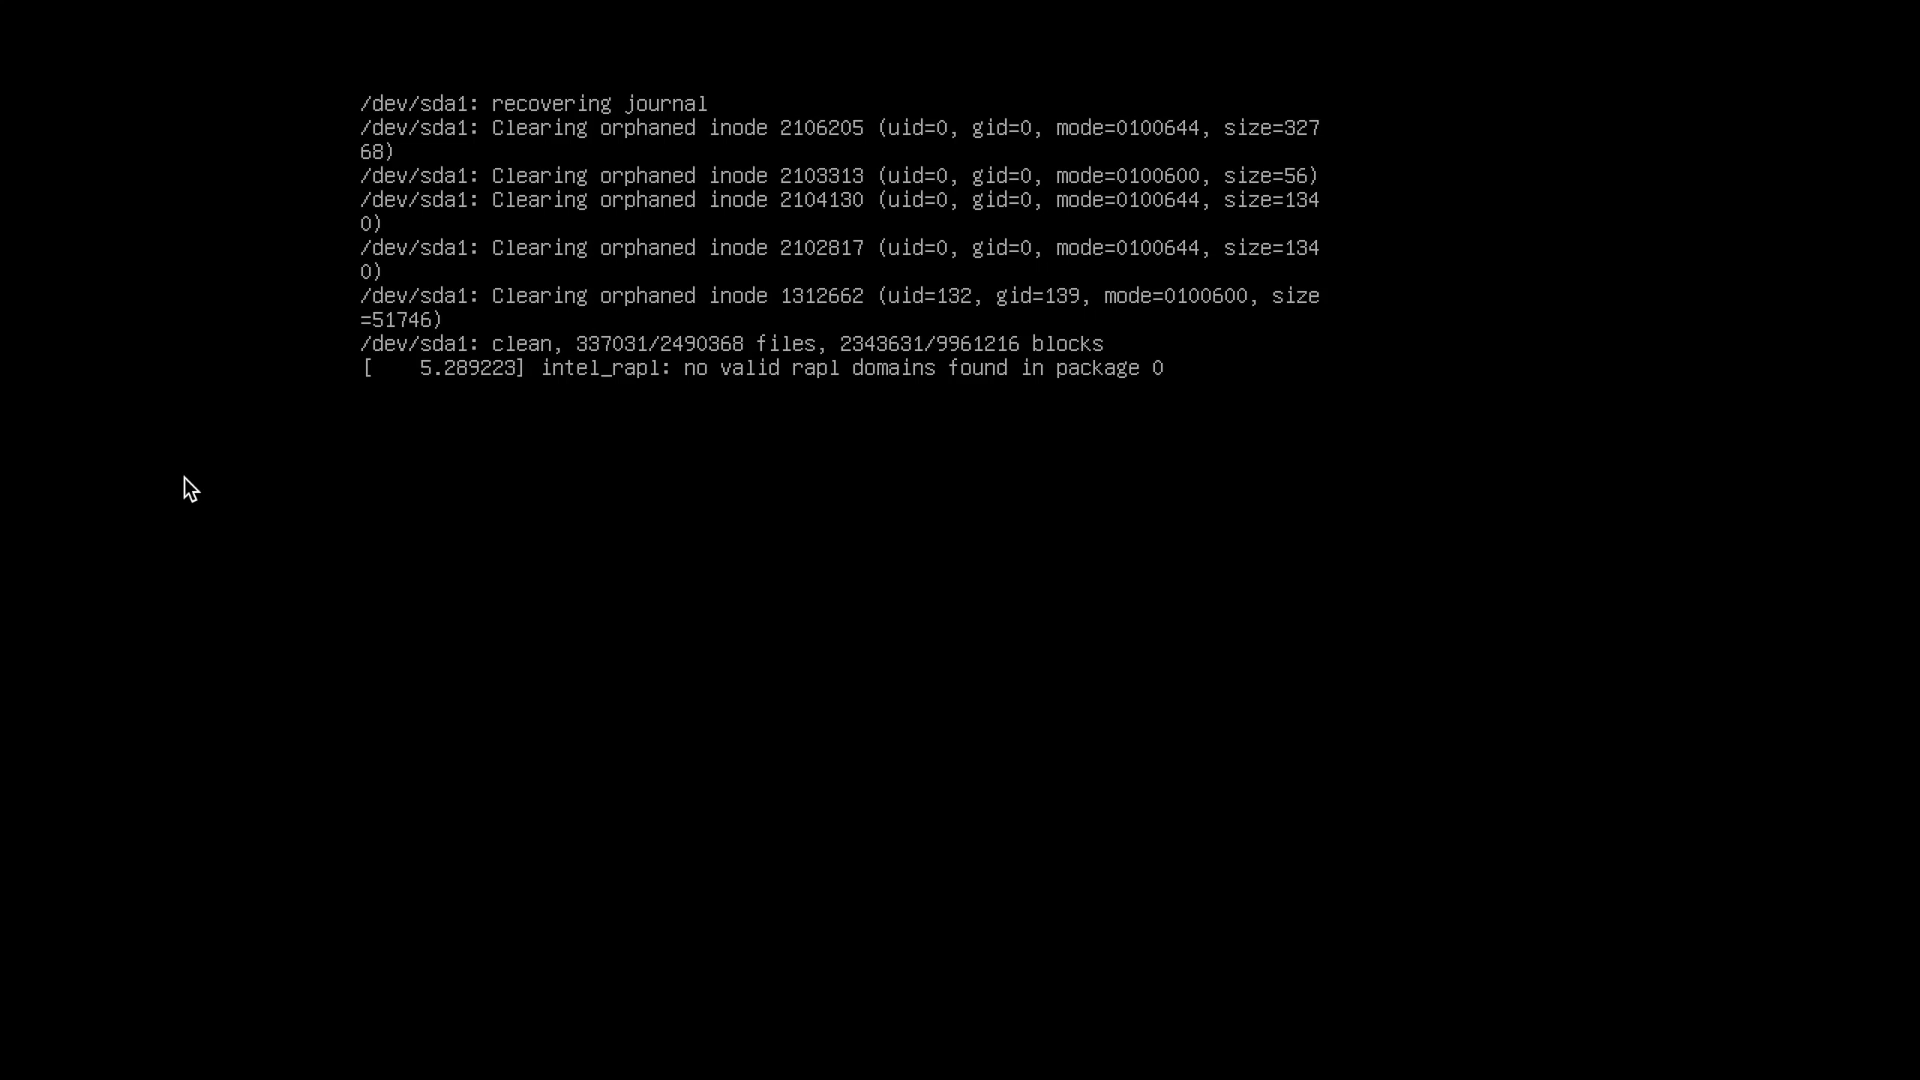 /dev/sda1: recovering journal
/dev/sda1: Clearing orphaned inode 2106205 (uid=0, gid=0, mode=0100644, size=327
68)
/dev/sda1: Clearing orphaned inode 2103313 (uid=0, gid=0, mode=0100600, size=56)
/dev/sda1: Clearing orphaned inode 2104130 (uid=0, gid=0, mode=0100644, size=134
0)
/dev/sda1: Clearing orphaned inode 2102817 (uid=0, gid=0, mode=0100644, size=134
0)
/dev/sda1: Clearing orphaned inode 1312662 (uid=132, gid=139, mode=0100600, size
=51746)
/dev/sda1: clean, 337031/2490368 files, 2343631/9961216 blocks
[    5.289223] intel_rapl: no valid rapl domains found in package 0